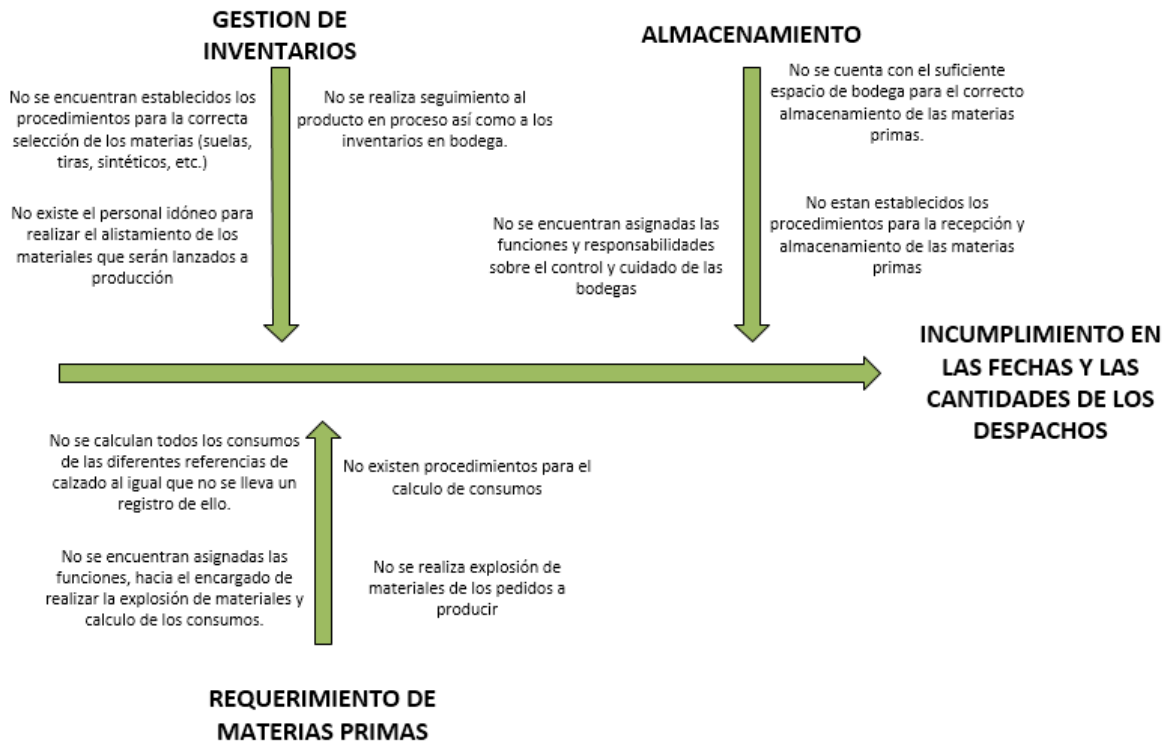 GESTION DE
INVENTARIOS
No se encuentran establecidos los
procedimientos para la correcta
selección de los materias (suelas,
tiras, sintéticos, etc.)
No se realiza seguimiento al
producto en proceso así como a los
inventarios en bodega.
No existe el personal idóneo para
realizar el alistamiento de los
materiales que serán lanzados a
producción
ALMACENAMIENTO
No se cuenta con el suficiente
espacio de bodega para el correcto
almacenamiento de las materias
primas.
No se encuentran asignadas las
funciones y responsabilidades
sobre el control y cuidado de las
bodegas
No estan establecidos los
procedimientos para la recepción y
almacenamiento de las materias
primas
INCUMPLIMIENTO EN
LAS FECHAS Y LAS
CANTIDADES DE LOS
DESPACHOS
No se calculan todos los consumos
de las diferentes referencias de
calzado al igual que no se lleva un
registro de ello.
No existen procedimientos para el
calculo de consumos
No se encuentran asignadas las
funciones, hacia el encargado de
realizar la explosión de materiales y
calculo de los consumos.
No se realiza explosión de
materiales de los pedidos a
producir
REQUERIMIENTO DE
MATERIAS PRIMAS